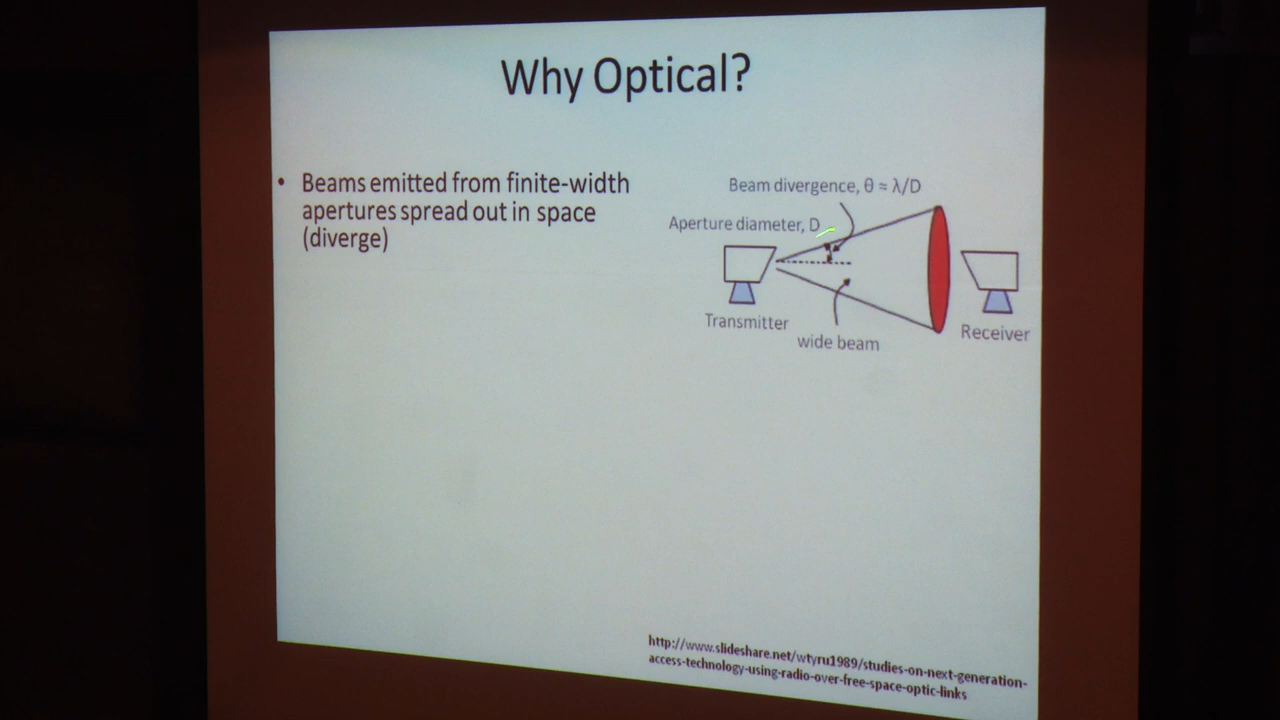 Why Optical?
• Beams emitted from finite-width
apertures spread out in space
(diverge)
Beam divergence, θ ≈ λ/D
Aperture diameter, D
Transmitter
wide beam
Receiver
http://www.slideshare.net/wtyru1989/studies-on-next-generation-
access-technology-using-radio-over-free-space-optic-links